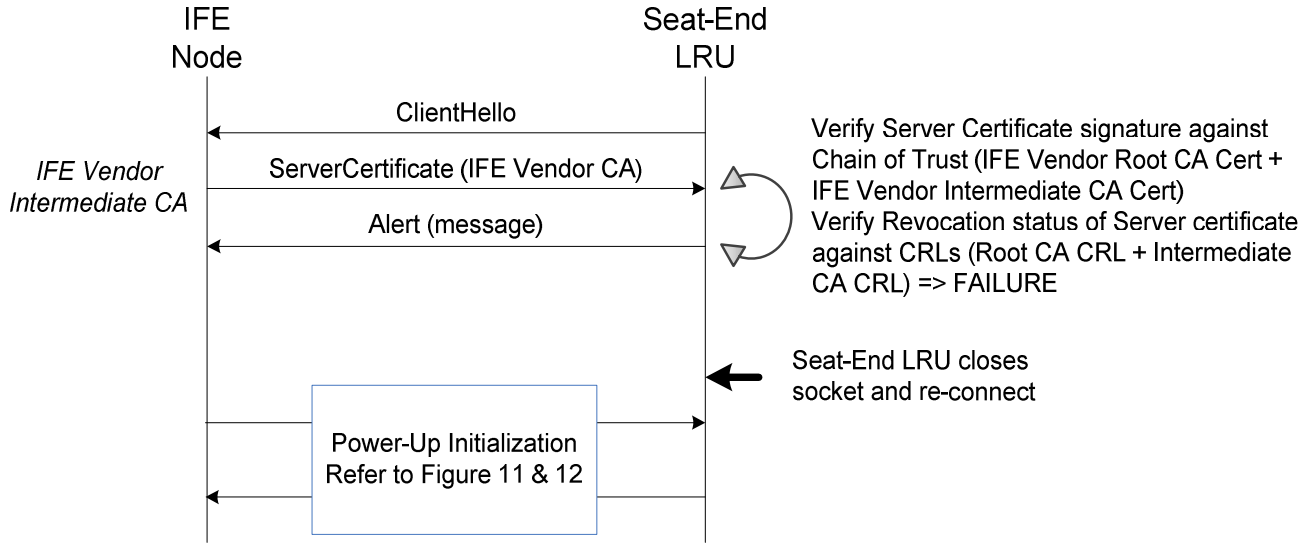 IFE
Node
Seat-End
LRU
ClientHello
IFE Vendor
Intermediate CA
ServerCertificate (IFE Vendor CA)
Alert (message)
Verify Server Certificate signature against
Chain of Trust (IFE Vendor Root CA Cert +
IFE Vendor Intermediate CA Cert)
Verify Revocation status of Server certificate
against CRLs (Root CA CRL + Intermediate
CA CRL) => FAILURE
Seat-End LRU closes
socket and re-connect
Power-Up Initialization
Refer to Figure 11 & 12